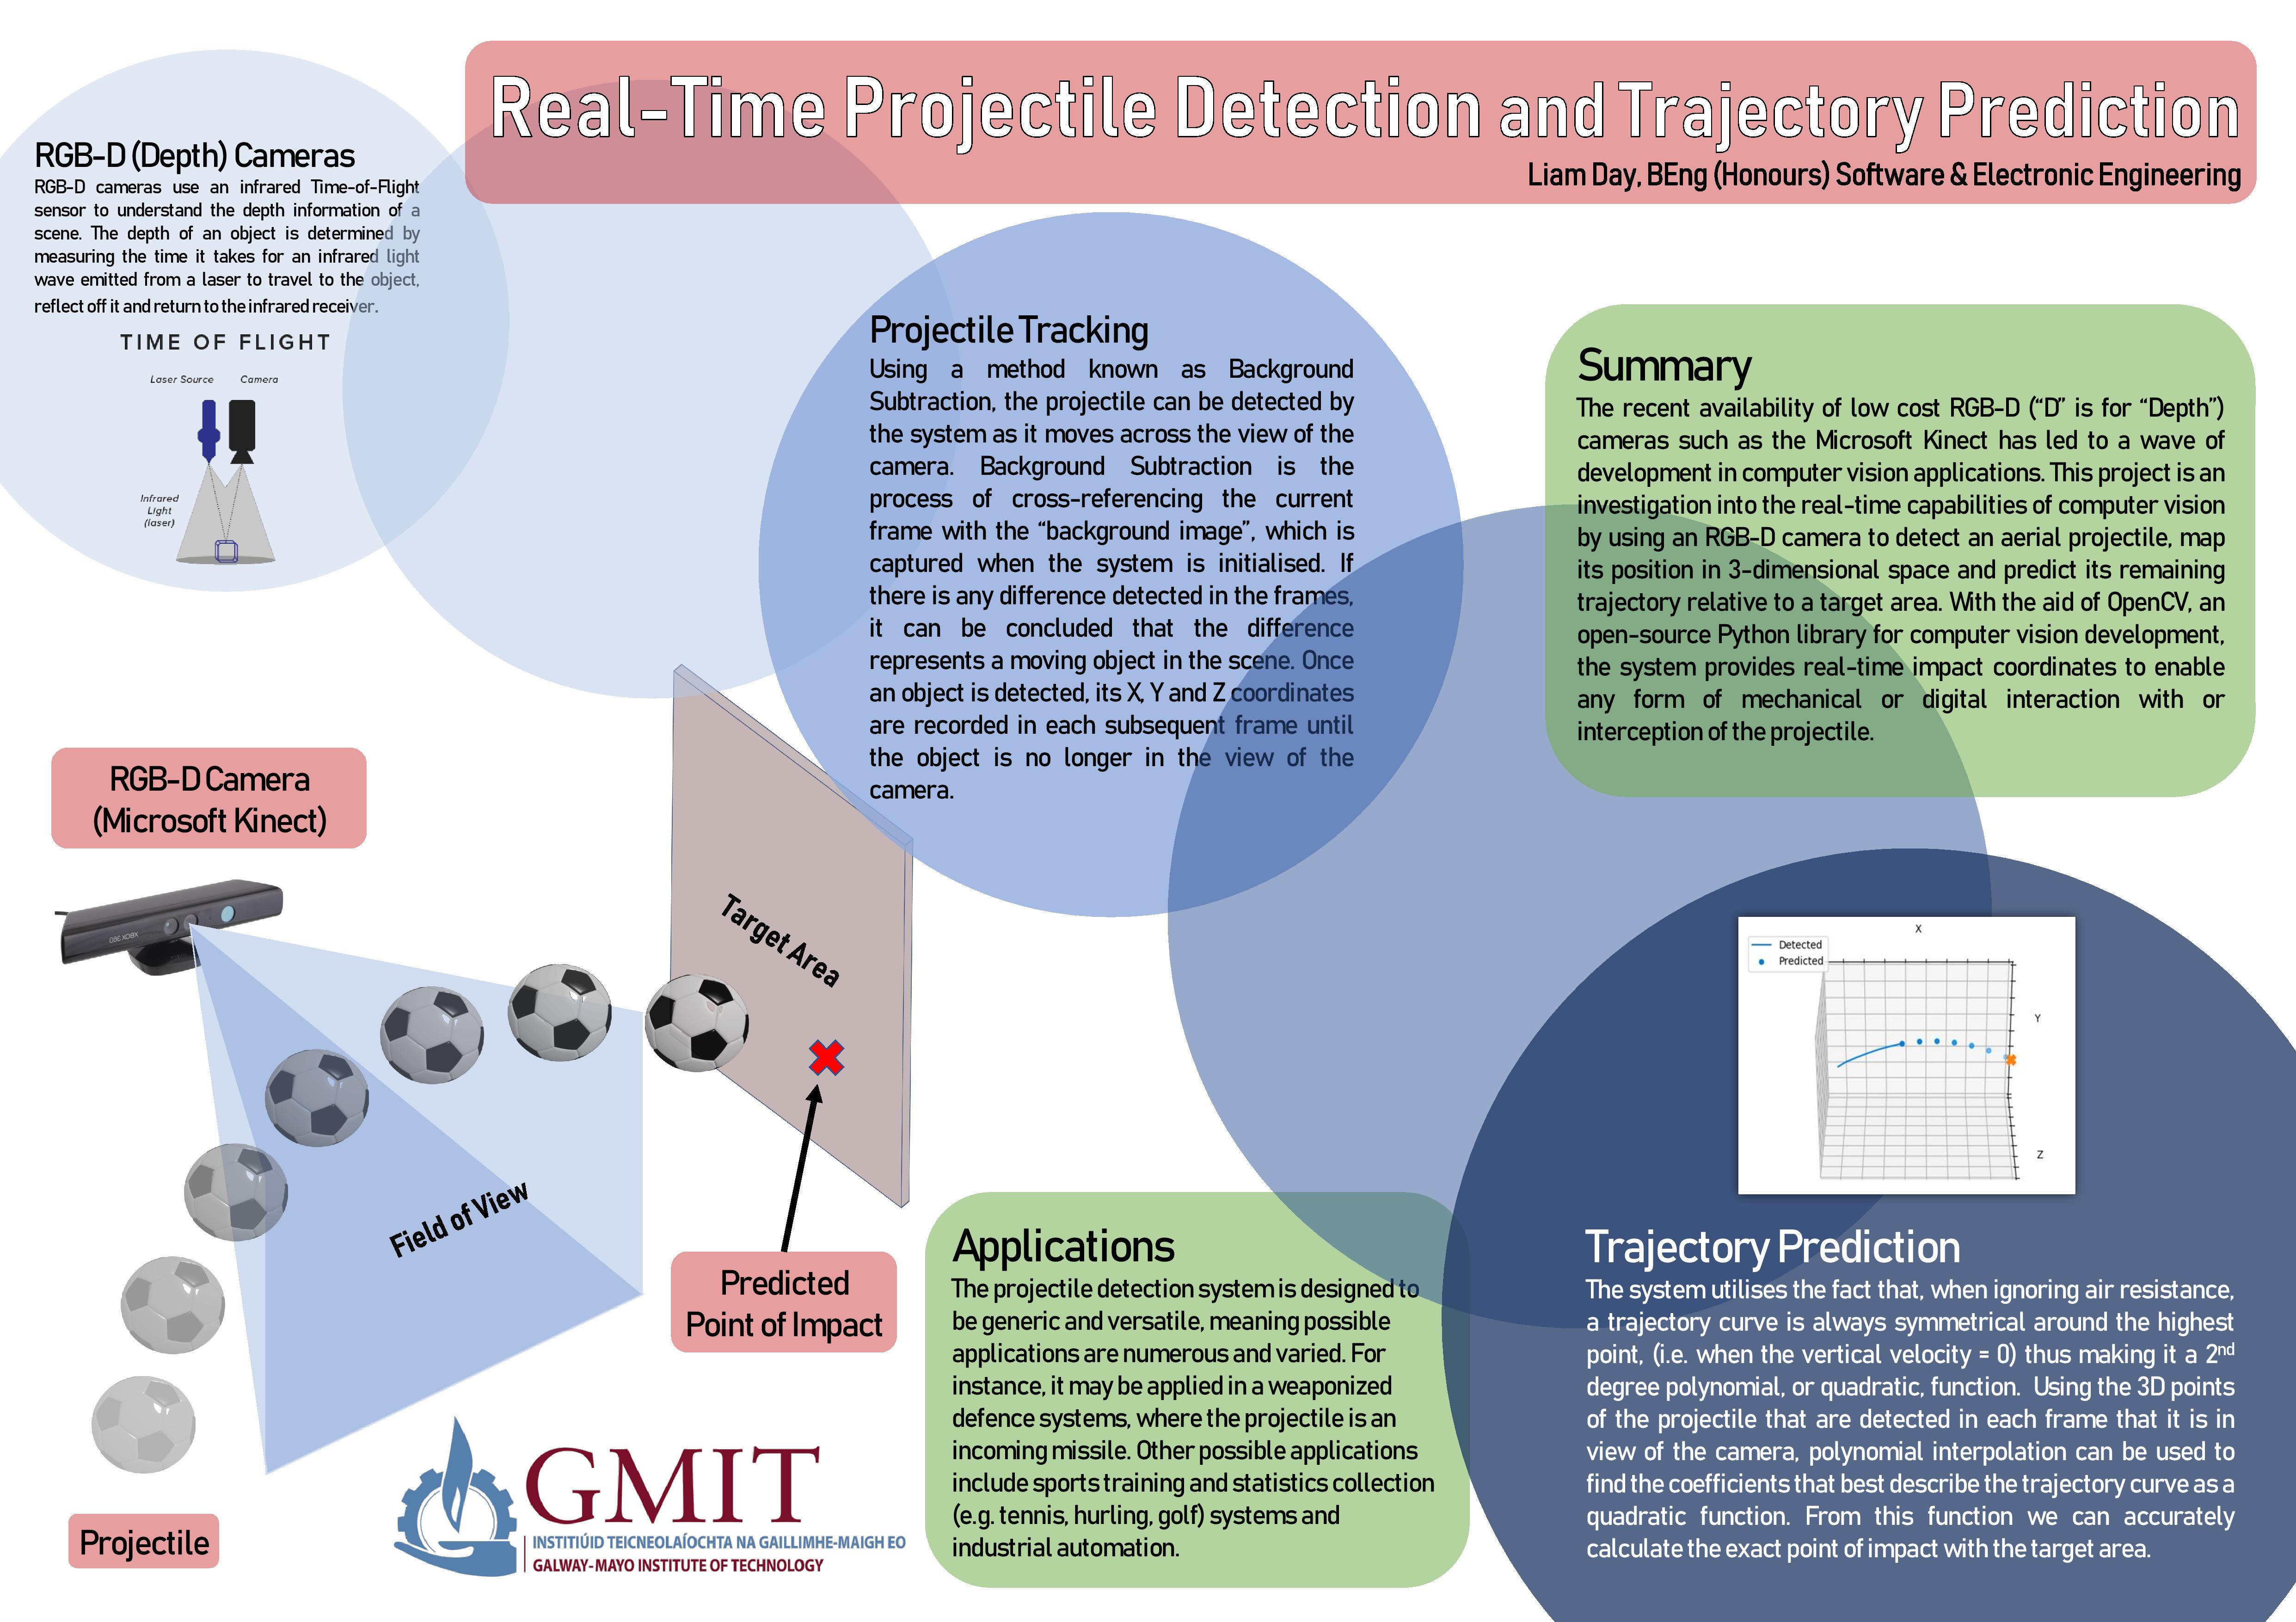 Real-Time Projectile Detection and Trajectory Prediction
Liam Day, BEng (Honours) Software & Electronic Engineering
RGB-D (Depth) Cameras
RGB-D cameras use an infrared Time-of-Flight
sensor to understand the depth information of a
scene. The depth of an object is determined by
measuring the time it takes for an infrared light
wave emitted from a laser to travel to the object,
reflect off it and return to the infrared receiver.
TIME OF FLIGHT
Laser Source
Camera
Infrared
Light
(laser)
Projectile Tracking
Using a method known as Background
Subtraction, the projectile can be detected by
the system as it moves across the view of the
camera. Background Subtraction is the
process of cross-referencing the current
frame with the “background image”, which is
captured when the system is initialised. If
there is any difference detected in the frames,
it can be concluded that the difference
represents a moving object in the scene. Once
an object is detected, its X, Y and Z coordinates
are recorded in each subsequent frame until
the object is no longer in the view of the
camera.
Summary
The recent availability of low cost RGB-D (“D” is for “Depth”)
cameras such as the Microsoft Kinect has led to a wave of
development in computer vision applications. This project is an
investigation into the real-time capabilities of computer vision
by using an RGB-D camera to detect an aerial projectile, map
its position in 3-dimensional space and predict its remaining
trajectory relative to a target area. With the aid of OpenCV, an
open-source Python library for computer vision development,
the system provides real-time impact coordinates to enable
any form of mechanical or digital interaction with or
interception of the projectile.
RGB-D Camera
(Microsoft Kinect)
XBOX 360
Target Area
Field of View
Predicted
Point of Impact
Projectile
GMIT
INSTITIÚID TEICNEOLAÍOCHTA NA GAILLIMHE-MAIGH EO
GALWAY-MAYO INSTITUTE OF TECHNOLOGY
Applications
The projectile detection system is designed to
be generic and versatile, meaning possible
applications are numerous and varied. For
instance, it may be applied in a weaponized
defence systems, where the projectile is an
incoming missile. Other possible applications
include sports training and statistics collection
(e.g. tennis, hurling, golf) systems and
industrial automation.
X
Detected
Predicted
Y
Z
Trajectory Prediction
The system utilises the fact that, when ignoring air resistance,
a trajectory curve is always symmetrical around the highest
point, (i.e. when the vertical velocity = 0) thus making it a 2nd
degree polynomial, or quadratic, function. Using the 3D points
of the projectile that are detected in each frame that it is in
view of the camera, polynomial interpolation can be used to
find the coefficients that best describe the trajectory curve as a
quadratic function. From this function we can accurately
calculate the exact point of impact with the target area.